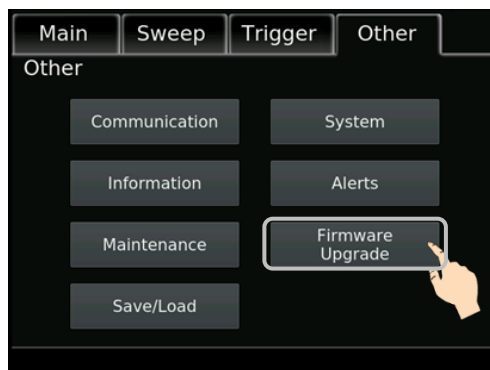 Main Sweep Trigger Other
Other
Communication System
Information Alerts
Maintenance Firmware
Upgrade
Save/Load